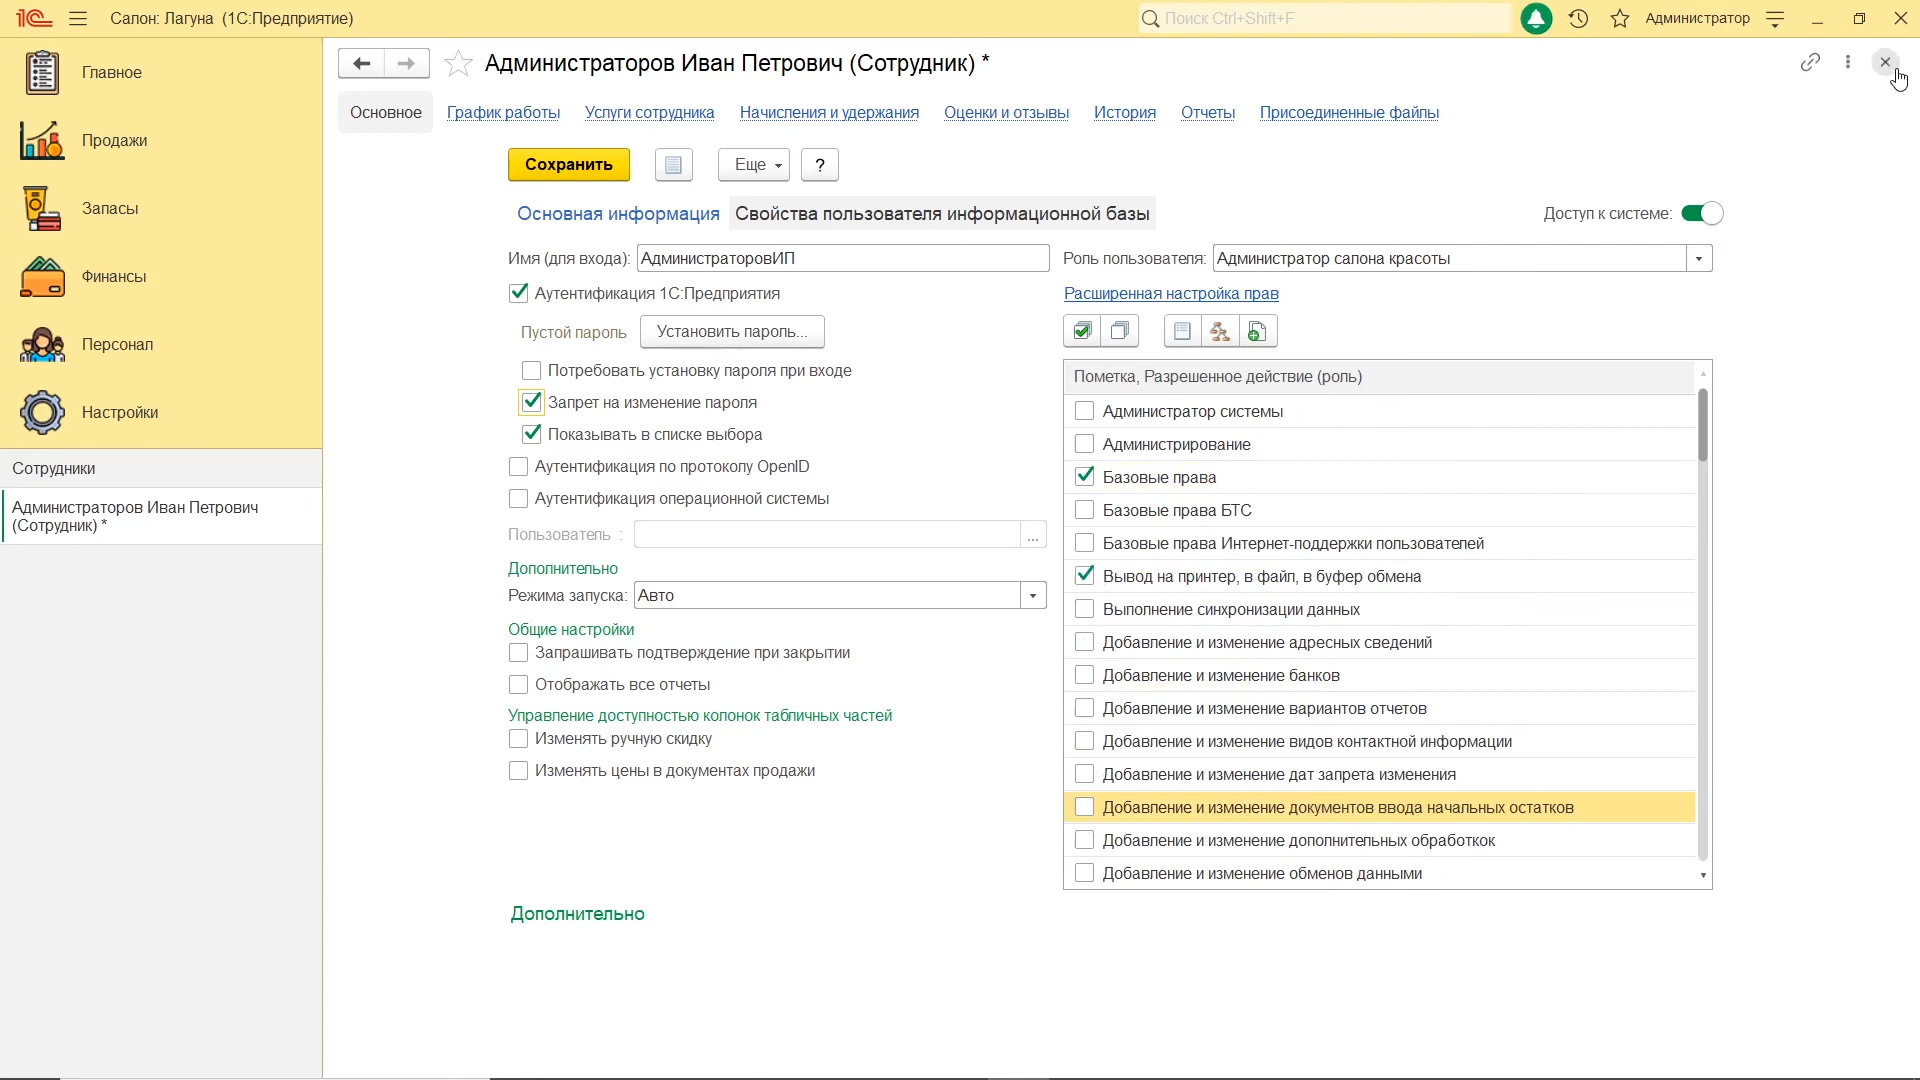 Салон: Лагуна (1С:Предприятие)
Поиск Ctrl+Shift+F
Администратор
Главное
Продажи
Запасы
Финансы
Персонал
Настройки
Сотрудники
Администраторов Иван Петрович
(Сотрудник) *
Администраторов Иван Петрович (Сотрудник) *
Основное График работы Услуги сотрудника Начисления и удержания Оценки и отзывы История Отчеты Присоединенные файлы
Сохранить Еще ?
Основная информация Свойства пользователя информационной базы Доступ к системе:
Имя (для входа): АдминистраторовИП
Аутентификация 1С:Предприятия
Пустой пароль Установить пароль...
Потребовать установку пароля при входе
Запрет на изменение пароля
Показывать в списке выбора
Аутентификация по протоколу OpenID
Аутентификация операционной системы
Пользователь : ...
Дополнительно
Режима запуска: Авто
Общие настройки
Запрашивать подтверждение при закрытии
Отображать все отчеты
Управление доступностью колонок табличных частей
Изменять ручную скидку
Изменять цены в документах продажи
Роль пользователя: Администратор салона красоты
Расширенная настройка прав
Пометка, Разрешенное действие (роль)
Администратор системы
Администрирование
Базовые права
Базовые права БТС
Базовые права Интернет-поддержки пользователей
Вывод на принтер, в файл, в буфер обмена
Выполнение синхронизации данных
Добавление и изменение адресных сведений
Добавление и изменение банков
Добавление и изменение вариантов отчетов
Добавление и изменение видов контактной информации
Добавление и изменение дат запрета изменения
Добавление и изменение документов ввода начальных остатков
Добавление и изменение дополнительных обработкок
Добавление и изменение обменов данными
Дополнительно